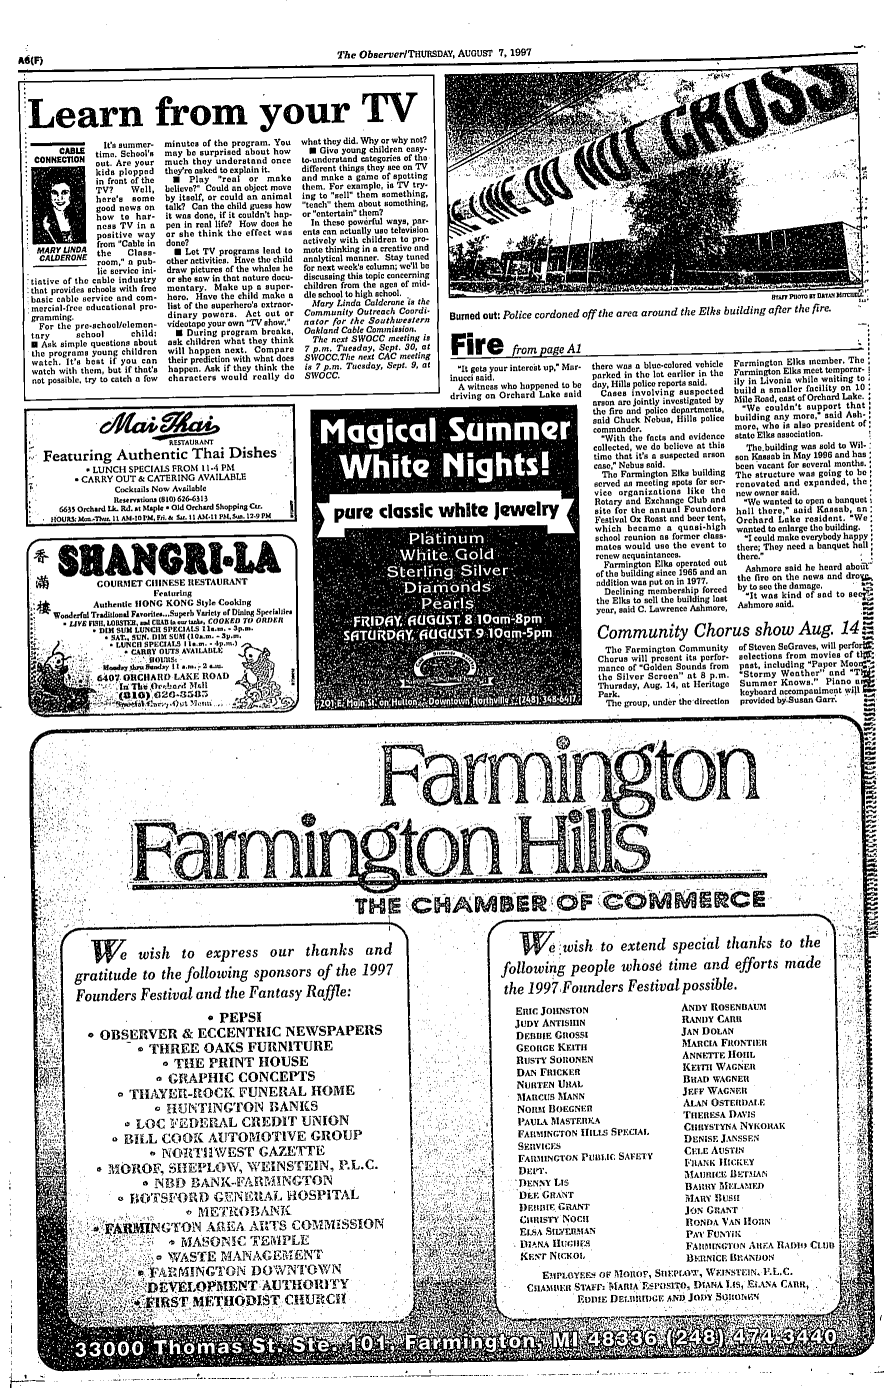 A6(F)
The Observer/THURSDAY, AUGUST 7, 1997
Learn from your TV
CABLE
CONNECTION
MARY LINDA
CALDERONE
It's summer-
time. School's
out. Are your
kids plopped
in front of the
TV? Well,
here's some
good news on
how to har-
ness TV in a
positive way
from "Cable in
the Class-
room," a pub-
lic service ini-
tiative of the cable industry
that provides schools with free
basic cable service and com-
mercial-free educational pro-
gramming.
For the pre-school/elemen-
tary school child:
■ Ask simple questions about
the programs young children
watch. It's best if you can
watch with them, but if that's
not possible, try to catch a few
minutes of the program. You
may be surprised about how
much they understand once
they're asked to explain it.
■ Play "real or make
believe?" Could an object move
by itself, or could an animal
talk? Can the child guess how
it was done, if it couldn't hap-
pen in real life? How does he
or she think the effect was
done?
■ Let TV programs lead to
other activities. Have the child
draw pictures of the whales he
or she saw in that nature docu-
mentary. Make up a super-
hero. Have the child make a
list of the superhero's extraor-
dinary powers. Act out or
videotape your own "TV show."
■ During program breaks,
ask children what they think
will happen next. Compare
their prediction with what does
happen. Ask if they think the
characters would really do
what they did. Why or why not?
■ Give young children easy-
to-understand categories of the
different things they see on TV
and make a game of spotting
them. For example, is TV try-
ing to "sell" them something,
"teach" them about something,
or "entertain" them?
In these powerful ways, par-
ents can actually use television
actively with children to pro-
mote thinking in a creative and
analytical manner. Stay tuned
for next week's column; we'll be
discussing this topic concerning
children from the ages of mid-
dle school to high school.
Mary Linda Calderone is the
Community Outreach Coordi-
nator for the Southwestern
Oakland Cable Commission.
The next SWOCC meeting is
7 p.m. Tuesday, Sept. 30, at
SWOCC.The next CAC meeting
is 7 p.m. Tuesday, Sept. 9, at
SWOCC.
E LINE DO NOT CROSS
STAFF PHOTO BY BRYAN MITCHELL
Burned out: Police cordoned off the area around the Elks building after the fire.
Fire from page A1
"It gets your interest up," Mar-
inucci said.
A witness who happened to be
driving on Orchard Lake said
there was a blue-colored vehicle
parked in the lot earlier in the
day, Hills police reports said.
Cases involving suspected
arson are jointly investigated by
the fire and police departments,
said Chuck Nebus, Hills police
commander.
"With the facts and evidence
collected, we do believe at this
time that it's a suspected arson
case," Nebus said.
The Farmington Elks building
served as meeting spots for ser-
vice organizations like the
Rotary and Exchange Club and
site for the annual Founders
Festival Ox Roast and beer tent,
which became a quasi-high
school reunion as former class-
mates would use the event to
renew acquaintances.
Farmington Elks operated out
of the building since 1965 and an
addition was put on in 1977.
Declining membership forced
the Elks to sell the building last
year, said C. Lawrence Ashmore,
Farmington Elks member. The
Farmington Elks meet temporar-
ily in Livonia while waiting to
build a smaller facility on 10
Mile Road, east of Orchard Lake.
"We couldn't support that
building any more," said Ash-
more, who is also president of
state Elks association.
The building was sold to Wil-
son Kassab in May 1996 and has
been vacant for several months.
The structure was going to be
renovated and expanded, the
new owner said.
"We wanted to open a banquet
hall there," said Kassab, an
Orchard Lake resident. "We
wanted to enlarge the building.
"I could make everybody happy
there; They need a banquet hall
there."
Ashmore said he heard about
the fire on the news and drove
by to see the damage.
"It was kind of sad to see,"
Ashmore said.
Community Chorus show Aug. 14
The Farmington Community
Chorus will present its perfor-
mance of "Golden Sounds from
the Silver Screen" at 8 p.m.
Thursday, Aug. 14, at Heritage
Park.
The group, under the direction
of Steven SeGraves, will perform
selections from movies of the
past, including "Paper Moon,"
"Stormy Weather" and "The
Summer Knows." Piano and
keyboard accompaniment will be
provided by Susan Garr.
Mai Thai
RESTAURANT
Featuring Authentic Thai Dishes
• LUNCH SPECIALS FROM 11-4 PM
• CARRY OUT & CATERING AVAILABLE
Cocktails Now Available
Reservations (810) 626-6313
6635 Orchard Lk. Rd. at Maple • Old Orchard Shopping Ctr.
HOURS: Mon-Thur. 11 AM-10 PM, Fri. & Sat. 11 AM-11 PM, Sun. 12-9 PM
香滿樓
SHANGRI-LA
GOURMET CHINESE RESTAURANT
Featuring
Authentic HONG KONG Style Cooking
Wonderful Traditional Favorites...Superb Variety of Dining Specialties
• LIVE FISH, LOBSTER, and CRAB in our tanks, COOKED TO ORDER
• DIM SUM LUNCH SPECIALS 11a.m. - 3p.m.
• SAT., SUN. DIM SUM (10a.m. - 3p.m.
• LUNCH SPECIALS (11a.m. - 4p.m.)
• CARRY OUTS AVAILABLE
HOURS:
Monday thru Sunday 11 a.m. - 2 a.m.
6407 ORCHARD LAKE ROAD
In The Orchard Mall
(810) 626-3585
Special Carry-Out Menu
Magical Summer
White Nights!
pure classic white jewelry
Platinum
White Gold
Sterling Silver
Diamonds
Pearls
FRIDAY, AUGUST 8 10am-8pm
SATURDAY, AUGUST 9 10am-5pm
201 E. Main St. on Hutton • Downtown Northville • (248) 348-6417
Farmington
Farmington Hills
THE CHAMBER OF COMMERCE
We wish to express our thanks and
gratitude to the following sponsors of the 1997
Founders Festival and the Fantasy Raffle:
• PEPSI
• OBSERVER & ECCENTRIC NEWSPAPERS
• THREE OAKS FURNITURE
• THE PRINT HOUSE
• GRAPHIC CONCEPTS
• THAYER-ROCK FUNERAL HOME
• HUNTINGTON BANKS
• LOC FEDERAL CREDIT UNION
• BILL COOK AUTOMOTIVE GROUP
• NORTHWEST GAZETTE
• MOROF, SHEPLOW, WEINSTEIN, P.L.C.
• NBD BANK-FARMINGTON
• BOTSFORD GENERAL HOSPITAL
• METROBANK
• FARMINGTON AREA ARTS COMMISSION
• MASONIC TEMPLE
• WASTE MANAGEMENT
• FARMINGTON DOWNTOWN
DEVELOPMENT AUTHORITY
• FIRST METHODIST CHURCH
We wish to extend special thanks to the
following people whose time and efforts made
the 1997 Founders Festival possible.
ERIC JOHNSTON
JUDY ANTISHIN
DEBBIE GROSSI
GEORGE KEITH
RUSTY SORONEN
DAN FRICKER
NURTEN URAL
MARCUS MANN
NORM BOEGNER
PAULA MASTERKA
FARMINGTON HILLS SPECIAL
SERVICES
FARMINGTON PUBLIC SAFETY
DEPT.
DENNY LIS
DEE GRANT
DEBBIE GRANT
CHRISTY NOCH
ELSA SILVERMAN
DIANA HUGHES
KENT NICKOL
ANDY ROSENBAUM
RANDY CARR
JAN DOLAN
MARCIA FRONTIER
ANNETTE HOHL
KEITH WAGNER
BRAD WAGNER
JEFF WAGNER
ALAN OSTERDALE
THERESA DAVIS
CHRYSTYNA NYKORAK
DENISE JANSSEN
CELE AUSTIN
FRANK HICKEY
MAURICE BETMAN
BARRY MELAMED
MARY BUSH
JON GRANT
RONDA VAN HORN
PAT FUNTIK
FARMINGTON AREA RADIO CLUB
BERNICE BRANDON
EMPLOYEES OF MOROF, SHEPLOW, WEINSTEIN, P.L.C.
CHAMBER STAFF: MARIA ESPOSITO, DIANA LIS, ELANA CARR,
EDDIE DELBRIDGE AND JODY SORONEN
33000 Thomas St. Ste. 101, Farmington, MI 48336 (248) 474-3440